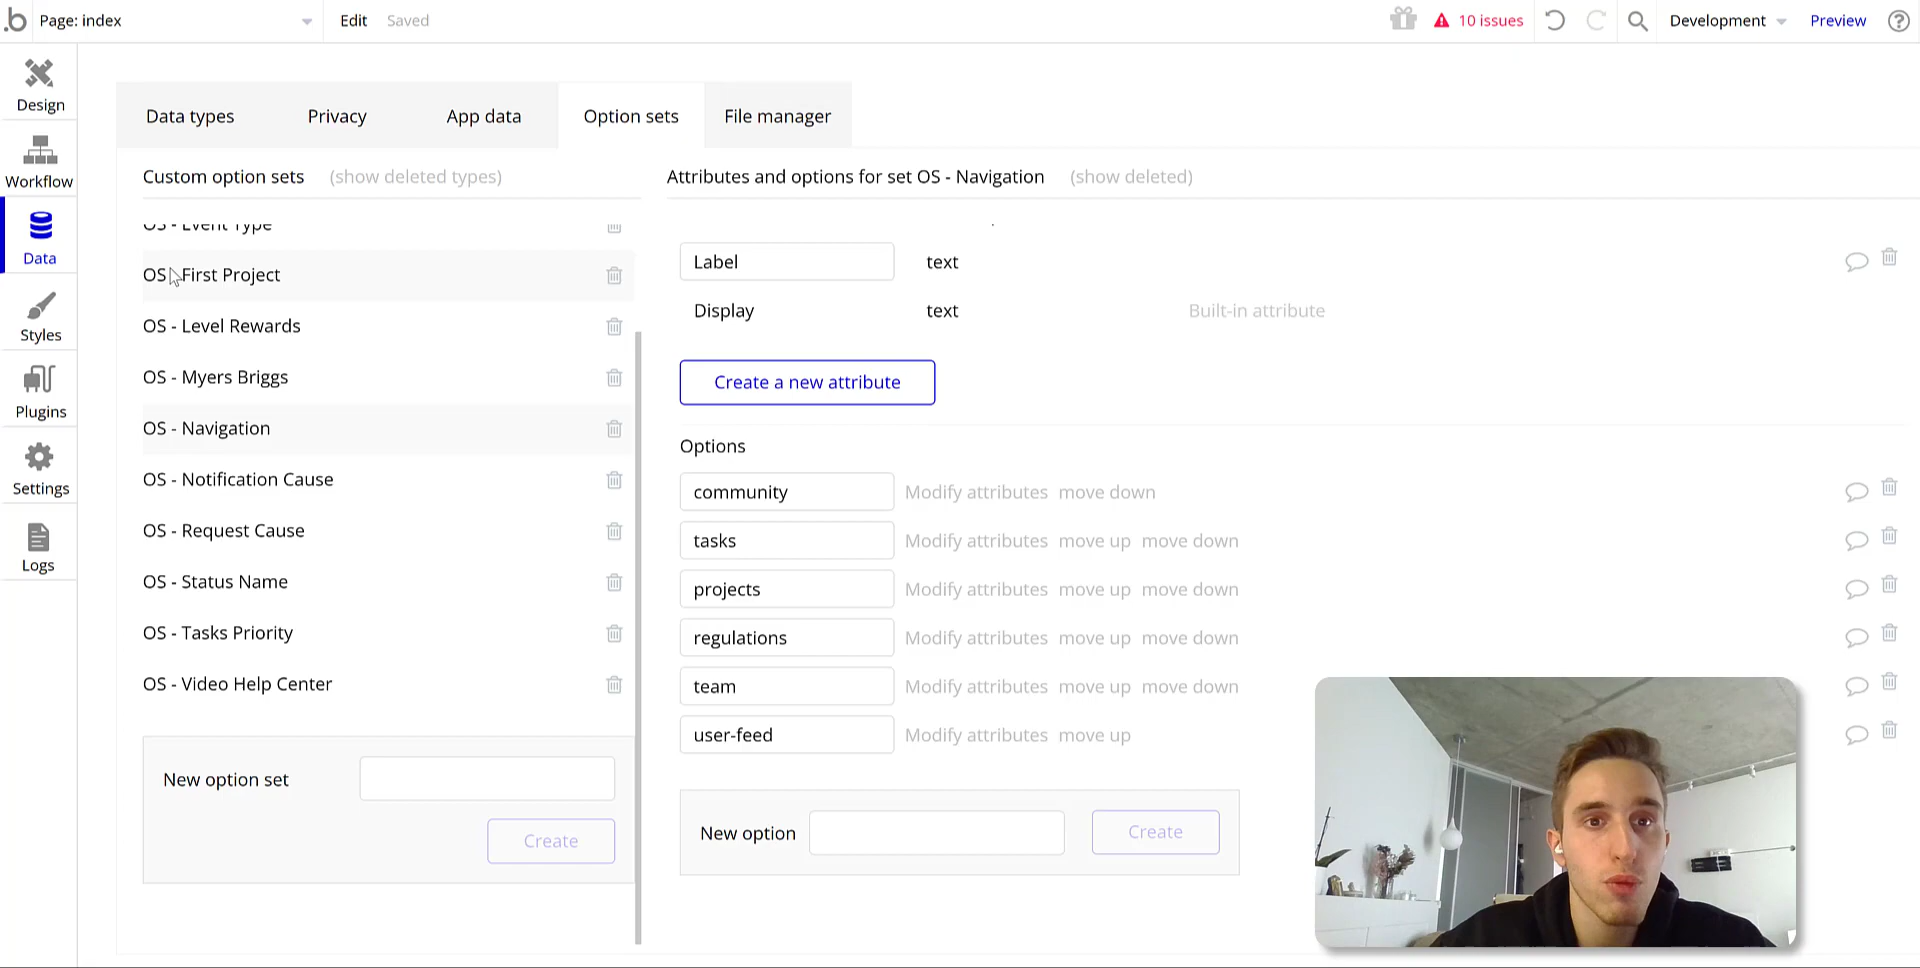 Page: index
Edit
Saved
10 issues
Development
Preview
Design
Workflow
Data
Styles
Plugins
Settings
Logs
Data types
Privacy
App data
Option sets
File manager
Custom option sets (show deleted types)
OS - Event Type
OS - First Project
OS - Level Rewards
OS - Myers Briggs
OS - Navigation
OS - Notification Cause
OS - Request Cause
OS - Status Name
OS - Tasks Priority
OS - Video Help Center
New option set
Create
Attributes and options for set OS - Navigation (show deleted)
Label text
Display text Built-in attribute
Create a new attribute
Options
community Modify attributes move down
tasks Modify attributes move up move down
projects Modify attributes move up move down
regulations Modify attributes move up move down
team Modify attributes move up move down
user-feed Modify attributes move up
New option Create